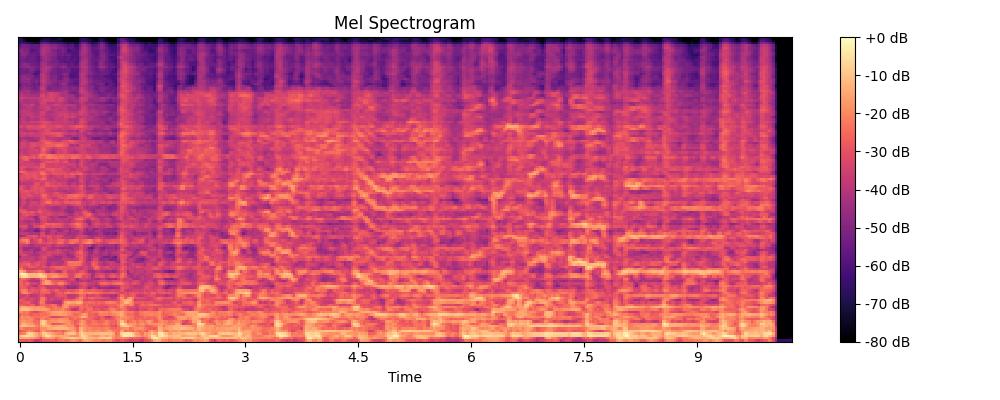 Mel Spectrogram
+0 dB
-10 dB
-20 dB
-30 dB
-40 dB
-50 dB
-60 dB
-70 dB
-80 dB
0 1.5 3 4.5 6 7.5 9
Time